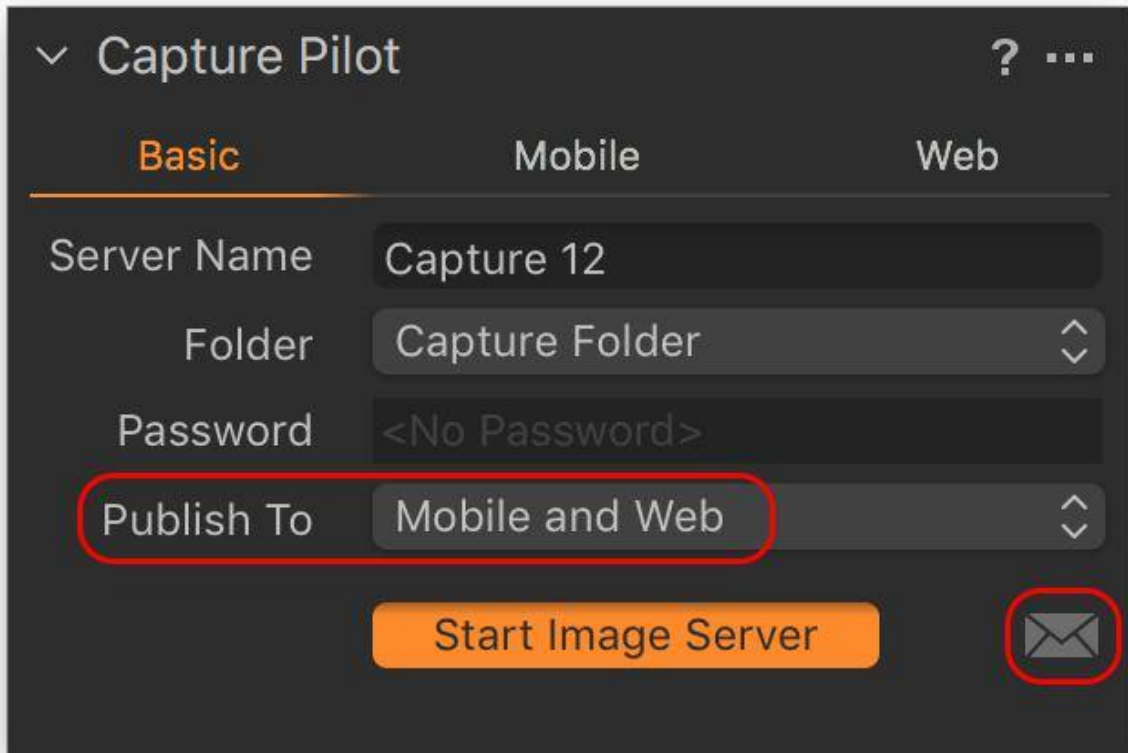 Capture Pilot ? ...
Basic Mobile Web
Server Name Capture 12
Folder Capture Folder
Password <No Password>
Publish To Mobile and Web
Start Image Server